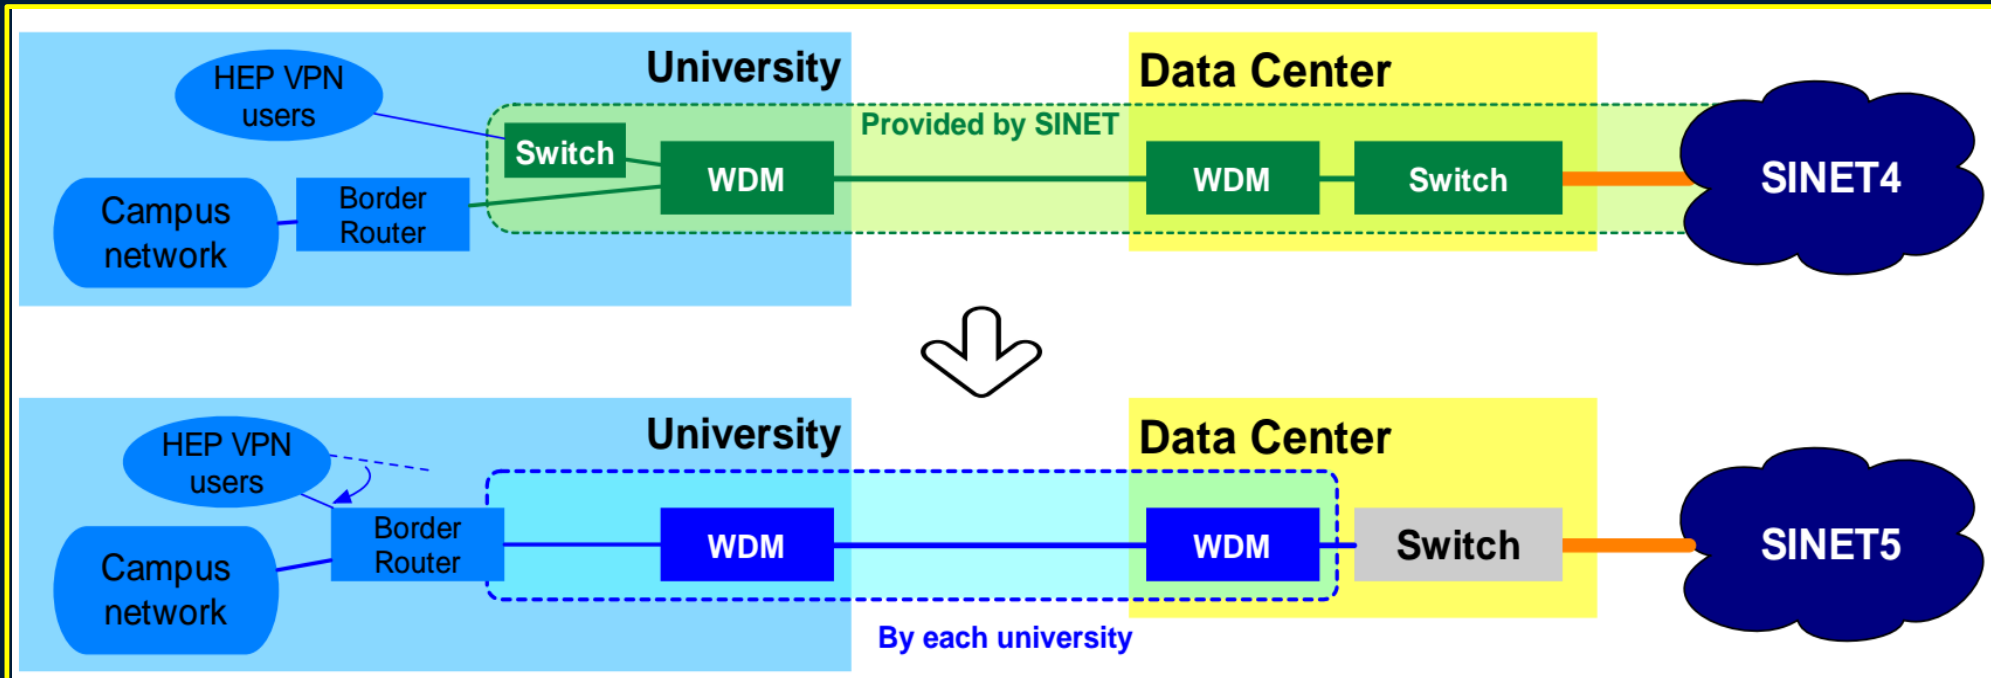 HEP VPN
users
University
Data Center
Provided by SINET
Switch
WDM
WDM
Switch
SINET4
Campus
network
Border
Router
HEP VPN
users
University
Data Center
Border
Router
WDM
WDM
Switch
SINET5
Campus
network
By each university